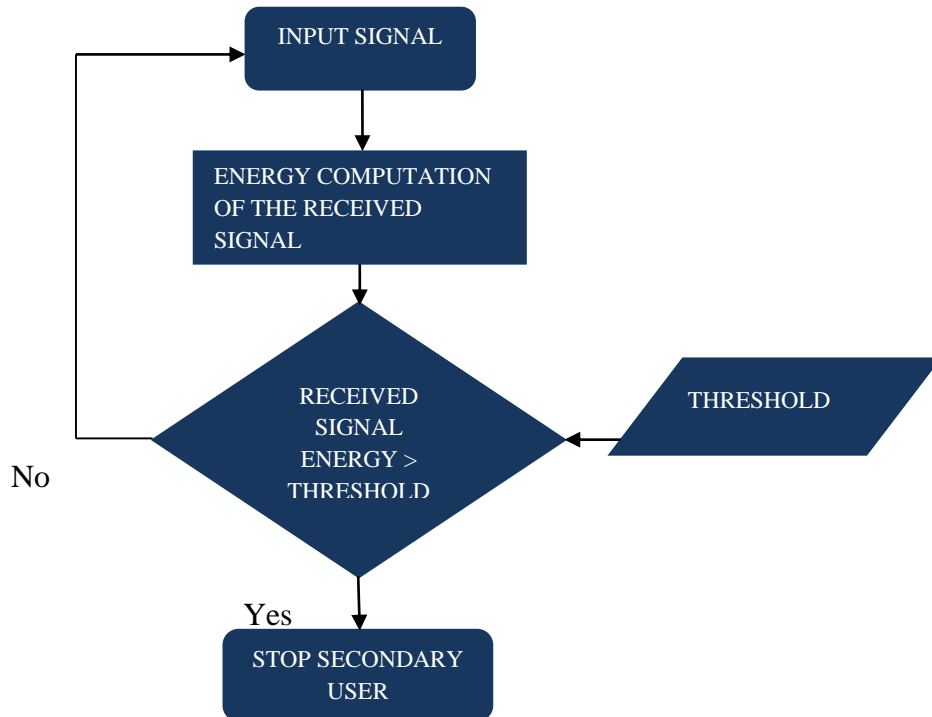 INPUT SIGNAL
ENERGY COMPUTATION
OF THE RECEIVED
SIGNAL
RECEIVED
SIGNAL
ENERGY >
THRESHOLD
THRESHOLD
No
Yes
STOP SECONDARY
USER